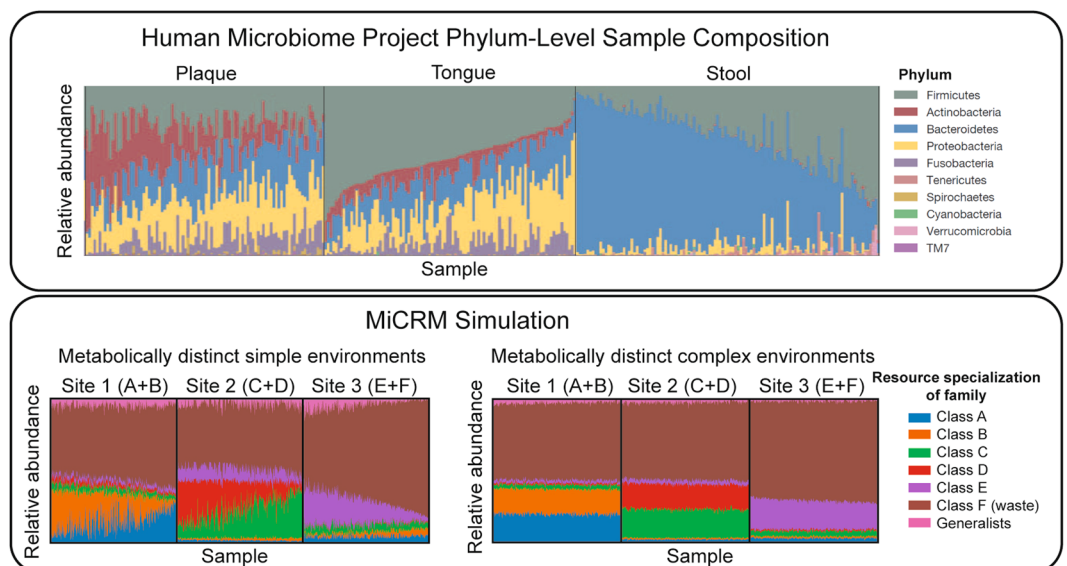 Human Microbiome Project Phylum-Level Sample Composition
Plaque
Tongue
Stool
Relative abundance
Sample
Phylum
Firmicutes
Actinobacteria
Bacteroidetes
Proteobacteria
Fusobacteria
Tenericutes
Spirochaetes
Cyanobacteria
Verrucomicrobia
TM7
MiCRM Simulation
Metabolically distinct simple environments
Site 1 (A+B)
Site 2 (C+D)
Site 3 (E+F)
Relative abundance
Sample
Metabolically distinct complex environments
Site 1 (A+B)
Site 2 (C+D)
Site 3 (E+F)
Relative abundance
Sample
Resource specialization
of family
Class A
Class B
Class C
Class D
Class E
Class F (waste)
Generalists